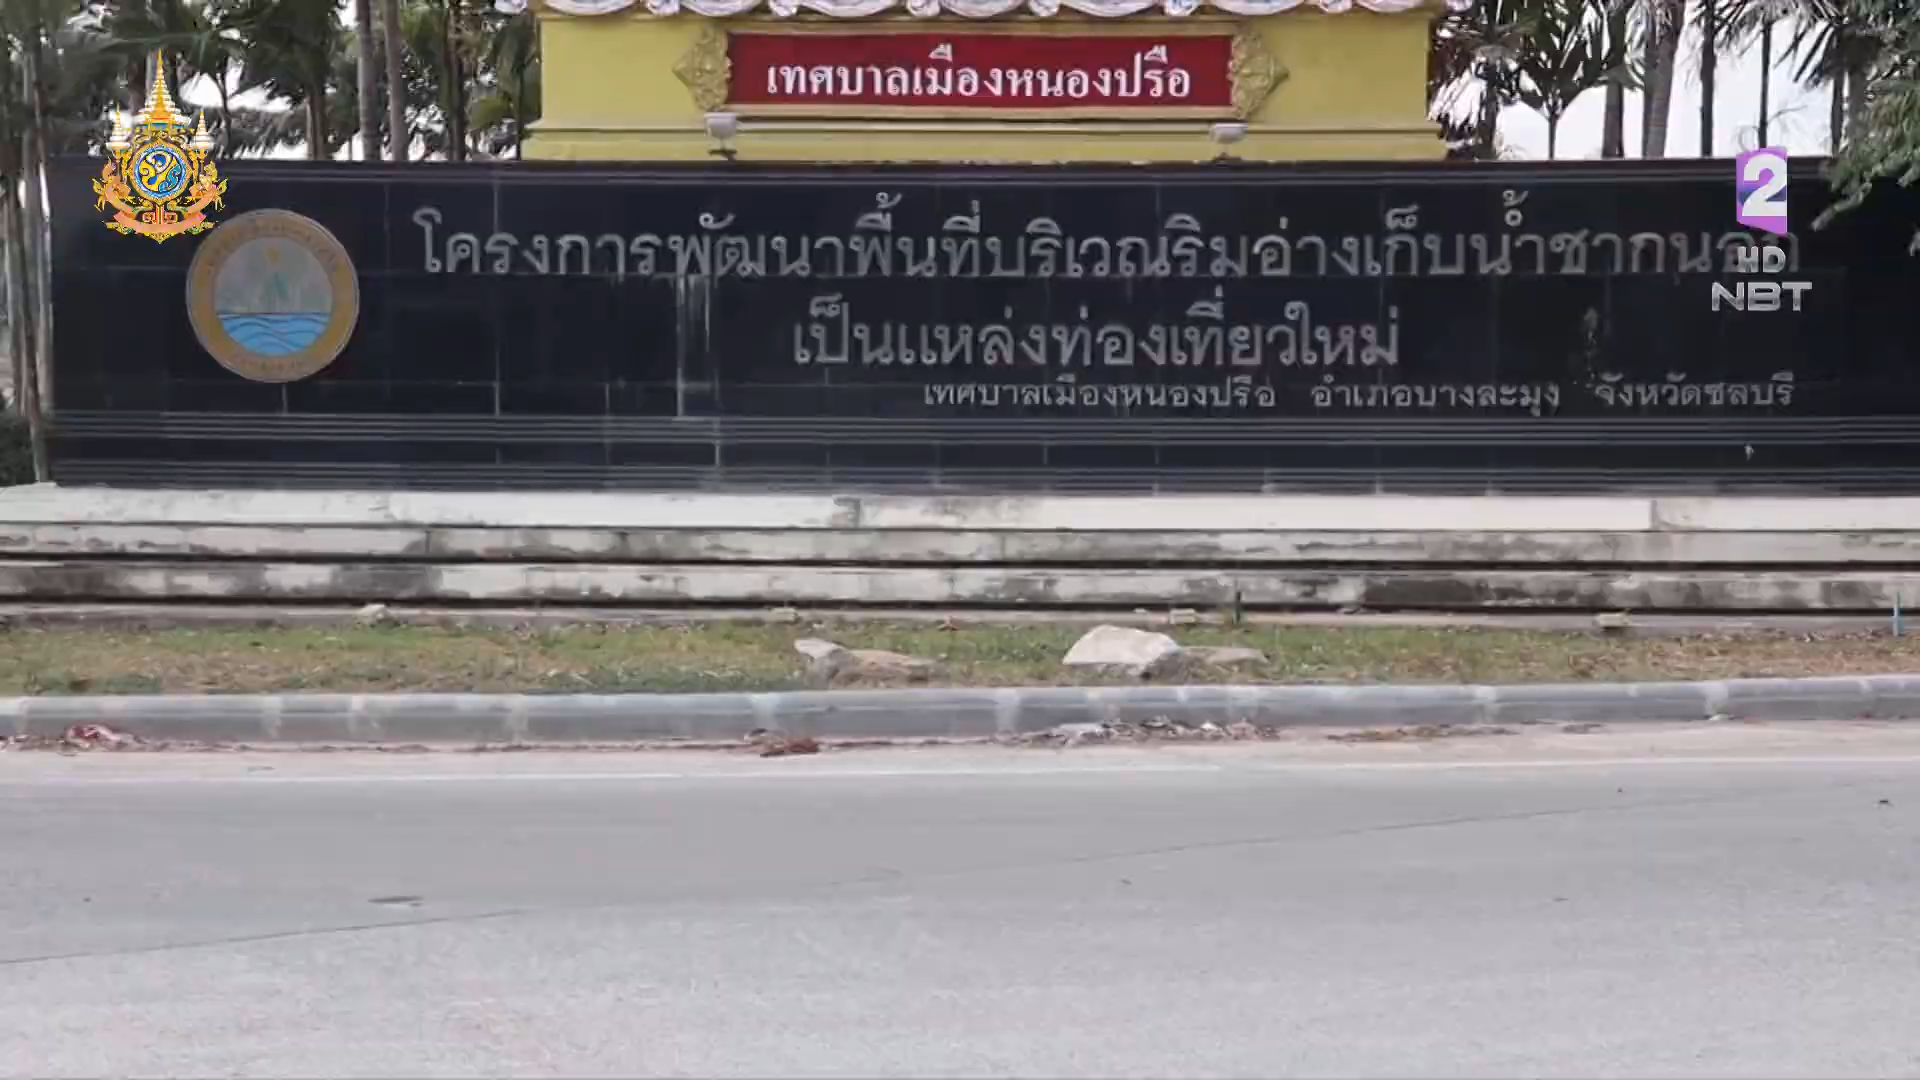 เทศบาลเมืองหนองปรือ
โครงการพัฒนาพื้นที่บริเวณริมอ่างเก็บน้ำชากนอก
เป็นแหล่งท่องเที่ยวใหม่
เทศบาลเมืองหนองปรือ อำเภอบางละมุง จังหวัดชลบุรี
2
HD
NBT